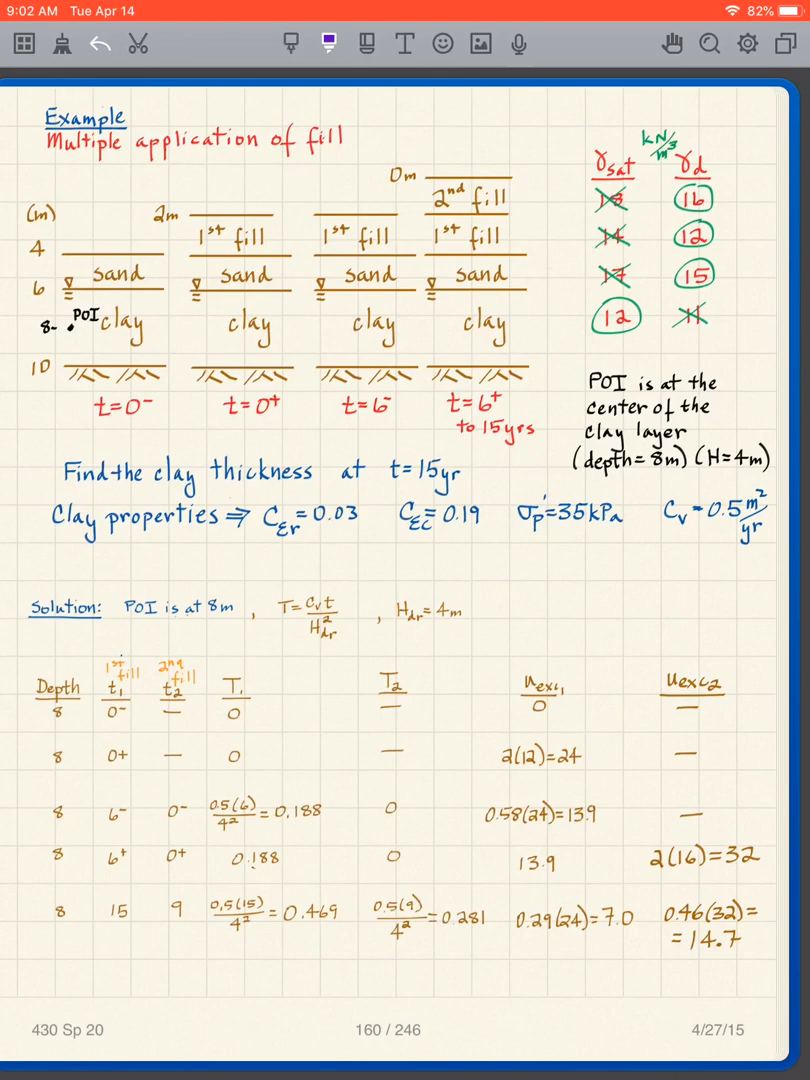 9:02 AM Tue Apr 14
82%
Example
Multiple application of fill
kN/m³
γsat γd
0m
2nd fill
18 16
(m)
2m
1st fill 1st fill 1st fill
14 12
4
sand sand sand sand
17 15
6
8- .POI clay clay clay clay
12 11
10
t=0⁻ t=0⁺ t=6⁻ t=6⁺
to 15yrs
POI is at the
center of the
clay layer
(depth=8m) (H=4m)
Find the clay thickness at t=15yr
Clay properties ⇒ Cεr=0.03 Cεc=0.19 σp'=35kPa Cv=0.5 m²/yr
Solution: POI is at 8m , T=Cvt/Hdr² , Hdr=4m
1st fill 2nd fill
Depth t1 t2 T1 T2 uexc1 uexc2
8 0⁻ — 0 — 0 —
8 0+ — 0 — 2(12)=24 —
8 6⁻ 0⁻ 0.5(6)/4²=0.188 0 0.58(24)=13.9 —
8 6⁺ 0⁺ 0.188 0 13.9 2(16)=32
8 15 9 0.5(15)/4²=0.469 0.5(9)/4²=0.281 0.29(24)=7.0 0.46(32)=
=14.7
430 Sp 20 160 / 246 4/27/15